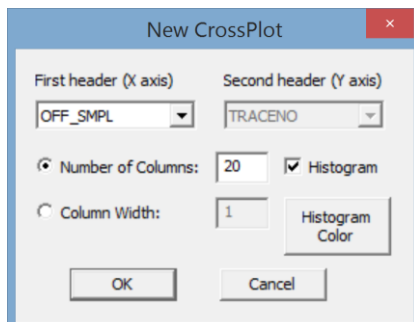 New CrossPlot
First header (X axis)
Second header (Y axis)
OFF_SMPL
TRACENO
Number of Columns:
20
Histogram
Column Width:
1
Histogram
Color
OK
Cancel